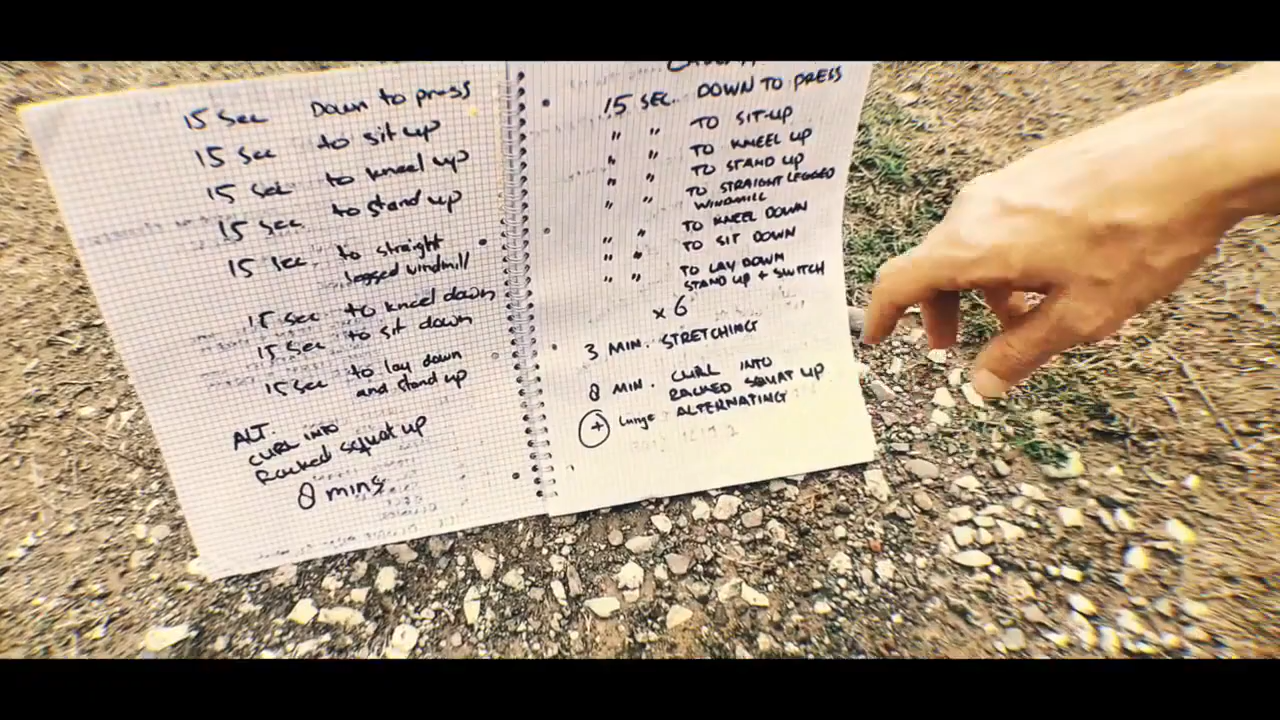 15 sec Down to press
15 sec to sit up
15 sec to kneel up
15 sec to stand up
15 sec. to straight
legged windmill
15 sec to kneel down
15 sec to sit down
15 sec to lay down
and stand up
ALT.
CURL INTO
Racked squat up
8 mins.
15 SEC. DOWN TO PRESS
" " TO SIT-UP
" " TO KNEEL UP
" " TO STAND UP
" " TO STRAIGHT LEGGED
WINDMILL
" " TO KNEEL DOWN
" " TO SIT DOWN
" " TO LAY DOWN
STAND UP + SWITCH
x 6
3 MIN. STRETCHING
8 MIN. CURL INTO
RACKED SQUAT UP
+ Lunge ALTERNATING